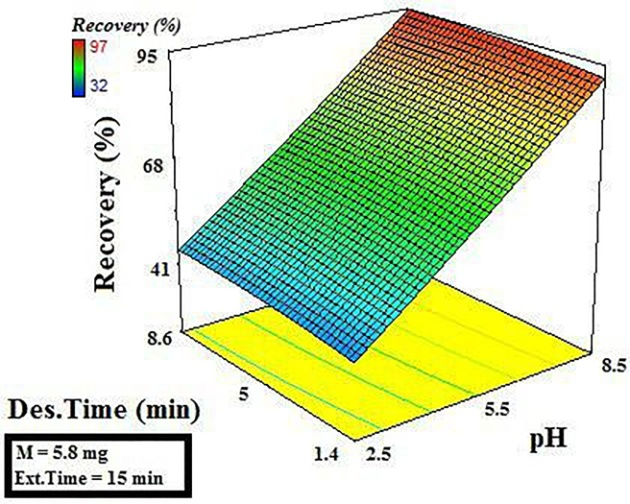 Recovery (%)
97
32
95
68
41
8.6
Recovery (%)
5
1.4
2.5
5.5
8.5
Des.Time (min)
pH
M = 5.8 mg
Ext.Time = 15 min